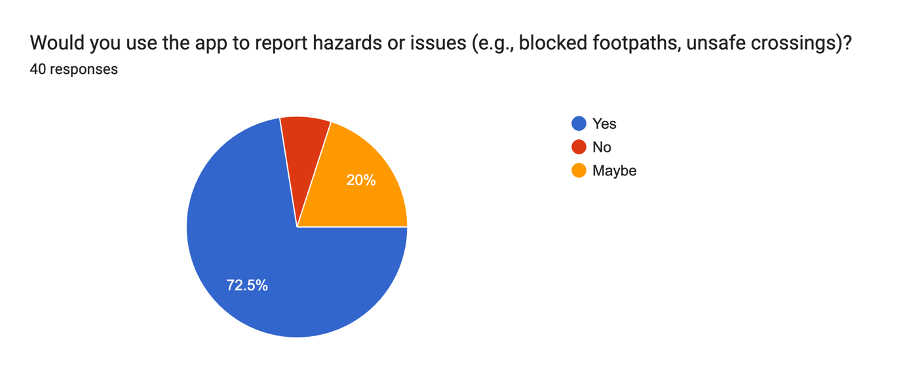 Would you use the app to report hazards or issues (e.g., blocked footpaths, unsafe crossings)?
40 responses
Yes
No
Maybe
20%
72.5%